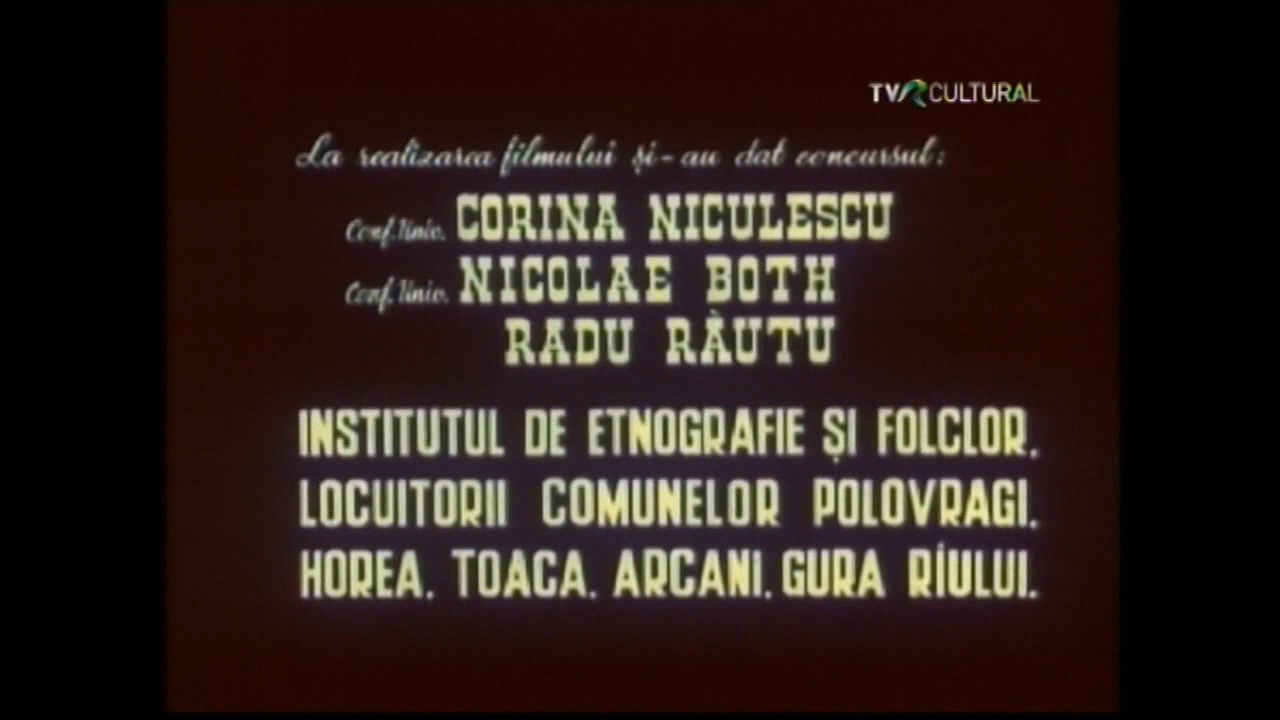 TVR CULTURAL
La realizarea filmului și-au dat concursul:
Conf. Univ. CORINA NICULESCU
Conf. Univ. NICOLAE BOTH
RADU RĂUTU
INSTITUTUL DE ETNOGRAFIE ȘI FOLCLOR,
LOCUITORII COMUNELOR POLOVRAGI,
HOREA, TOACA, ARCANI, GURA RÎULUI.